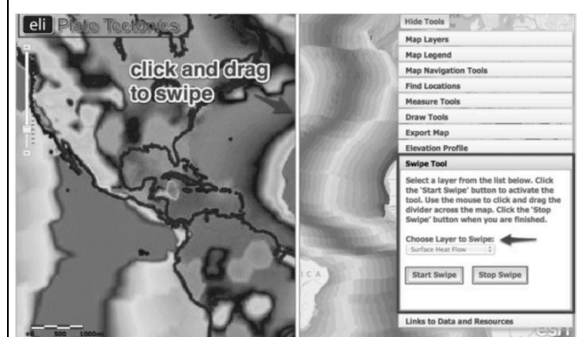 eli Plate Tectonics
click and drag
to swipe
0 500 1000mi
Hide Tools
Map Layers
Map Legend
Map Navigation Tools
Find Locations
Measure Tools
Draw Tools
Export Map
Elevation Profile
Swipe Tool
Select a layer from the list below. Click
the 'Start Swipe' button to activate the
tool. Use the mouse to click and drag the
divider across the map. Click the 'Stop
Swipe' button when you are finished.
Choose Layer to Swipe:
Surface Heat Flow
Start Swipe Stop Swipe
Links to Data and Resources
esri